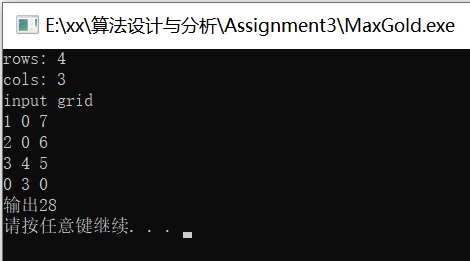 E:\xx\算法设计与分析\Assignment3\MaxGold.exe
rows: 4
cols: 3
input grid
1 0 7
2 0 6
3 4 5
0 3 0
输出28
请按任意键继续. . .